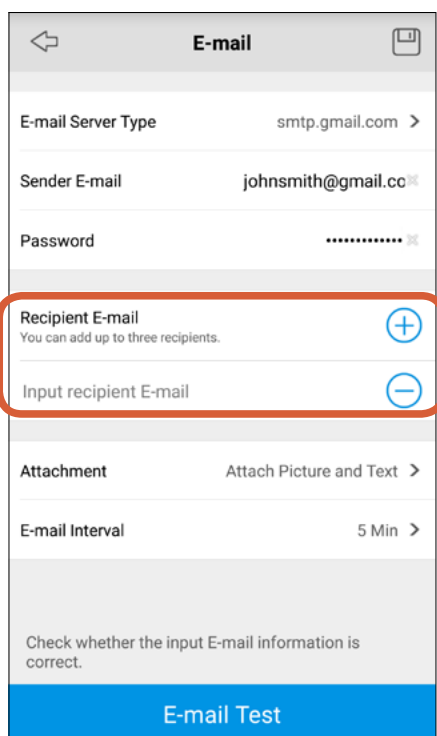 E-mail
E-mail Server Type smtp.gmail.com
Sender E-mail johnsmith@gmail.co
Password •••••••••••••
Recipient E-mail
You can add up to three recipients.
Input recipient E-mail
Attachment Attach Picture and Text
E-mail Interval 5 Min
Check whether the input E-mail information is
correct.
E-mail Test